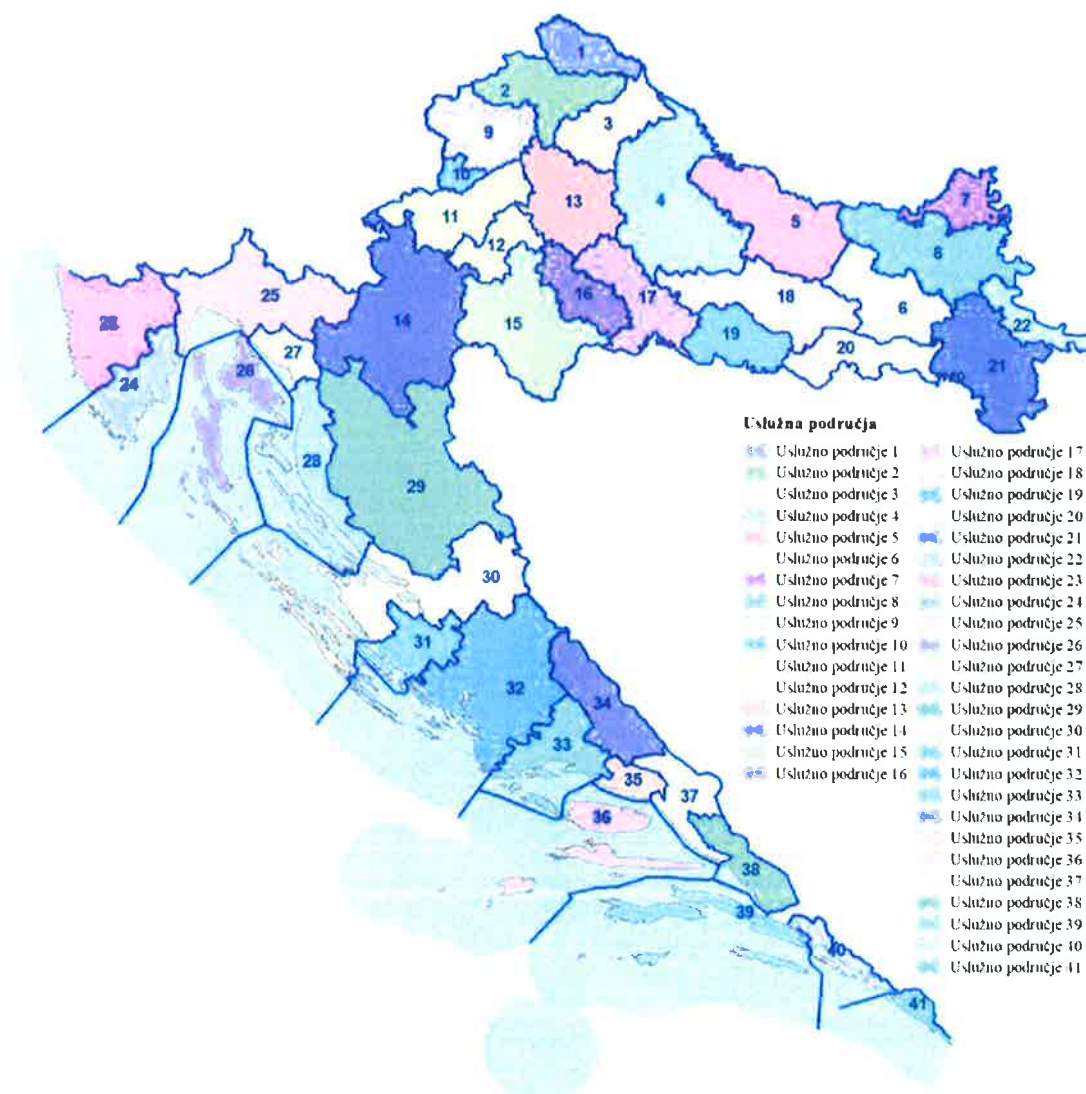 1
2
9
3
10
13
4
7
11
5
12
8
25
16
17
18
6
14
15
19
22
27
20
21
26
24
28
29
30
31
32
34
33
35
37
36
38
39
40
41
Uslužna područja
Uslužno područje 1
Uslužno područje 2
Uslužno područje 3
Uslužno područje 4
Uslužno područje 5
Uslužno područje 6
Uslužno područje 7
Uslužno područje 8
Uslužno područje 9
Uslužno područje 10
Uslužno područje 11
Uslužno područje 12
Uslužno područje 13
Uslužno područje 14
Uslužno područje 15
Uslužno područje 16
Uslužno područje 17
Uslužno područje 18
Uslužno područje 19
Uslužno područje 20
Uslužno područje 21
Uslužno područje 22
Uslužno područje 23
Uslužno područje 24
Uslužno područje 25
Uslužno područje 26
Uslužno područje 27
Uslužno područje 28
Uslužno područje 29
Uslužno područje 30
Uslužno područje 31
Uslužno područje 32
Uslužno područje 33
Uslužno područje 34
Uslužno područje 35
Uslužno područje 36
Uslužno područje 37
Uslužno područje 38
Uslužno područje 39
Uslužno područje 40
Uslužno područje 41